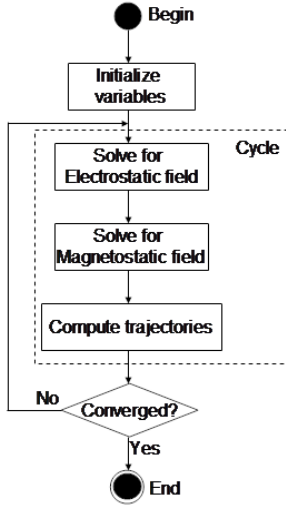 Begin
Initialize
variables
Cycle
Solve for
Electrostatic field
Solve for
Magnetostatic field
Compute trajectories
No
Converged?
Yes
End